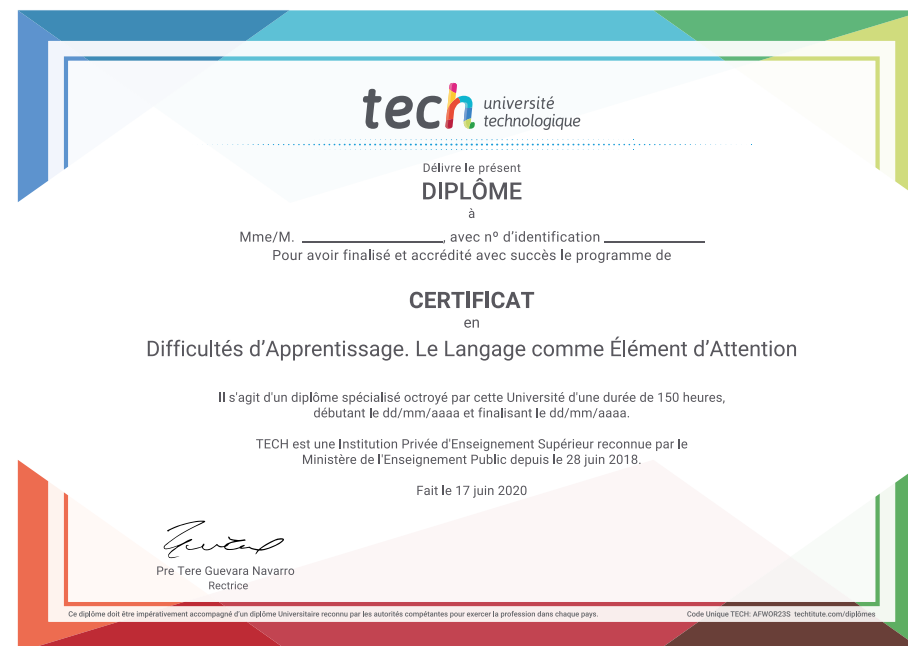 tech université
technologique
Délivre le présent
DIPLÔME
à
Mme/M. ____________________, avec nº d'identification ______________
Pour avoir finalisé et accrédité avec succès le programme de
CERTIFICAT
en
Difficultés d'Apprentissage. Le Langage comme Élément d'Attention
Il s'agit d'un diplôme spécialisé octroyé par cette Université d'une durée de 150 heures,
débutant le dd/mm/aaaa et finalisant le dd/mm/aaaa.
TECH est une Institution Privée d'Enseignement Supérieur reconnue par le
Ministère de l'Enseignement Public depuis le 28 juin 2018.
Fait le 17 juin 2020
Pre Tere Guevara Navarro
Rectrice
Ce diplôme doit être impérativement accompagné d'un diplôme Universitaire reconnu par les autorités compétentes pour exercer la profession dans chaque pays.
Code Unique TECH: AFWOR23S techtitute.com/diplômes